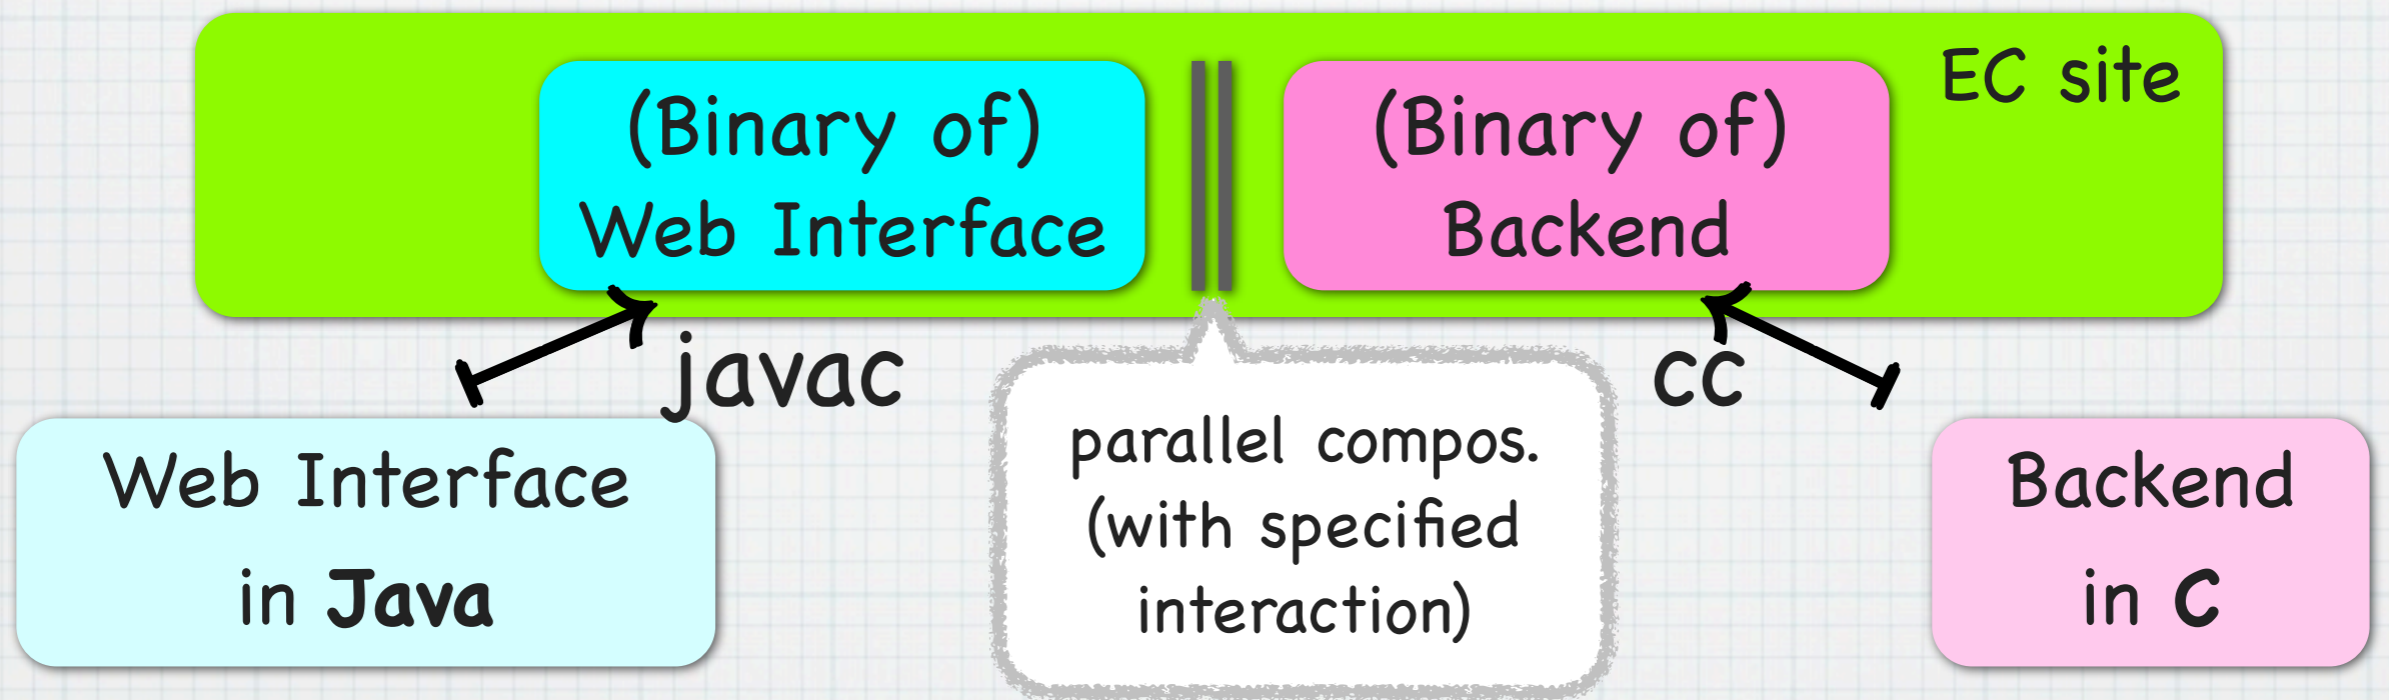 EC site
(Binary of)
Web Interface
(Binary of)
Backend
javac
cc
Web Interface
in Java
parallel compos.
(with specified
interaction)
Backend
in C